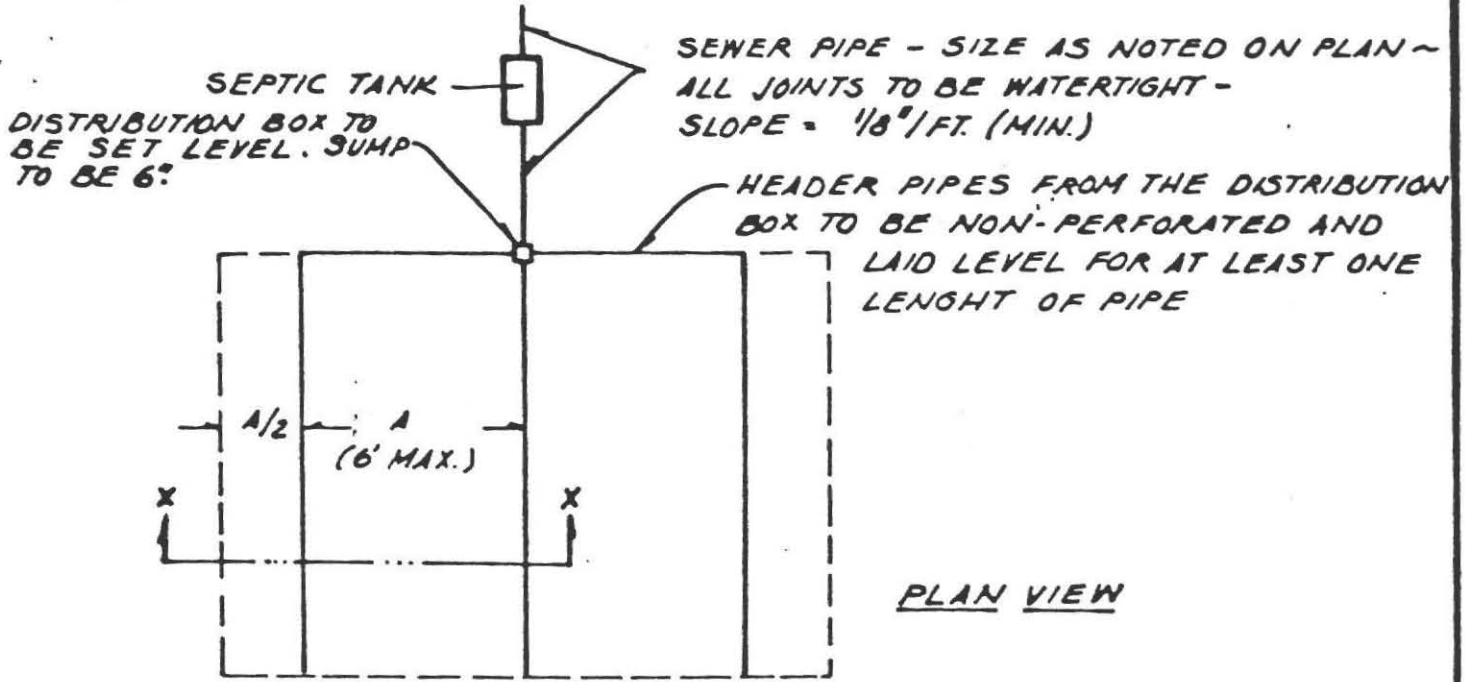 SEPTIC TANK
DISTRIBUTION BOX TO
BE SET LEVEL. SUMP
TO BE 6".
SEWER PIPE - SIZE AS NOTED ON PLAN ~
ALL JOINTS TO BE WATERTIGHT -
SLOPE = 1/8"/FT. (MIN.)
HEADER PIPES FROM THE DISTRIBUTION
BOX TO BE NON-PERFORATED AND
LAID LEVEL FOR AT LEAST ONE
LENGHT OF PIPE
A/2 A
(6' MAX.)
X X
PLAN VIEW